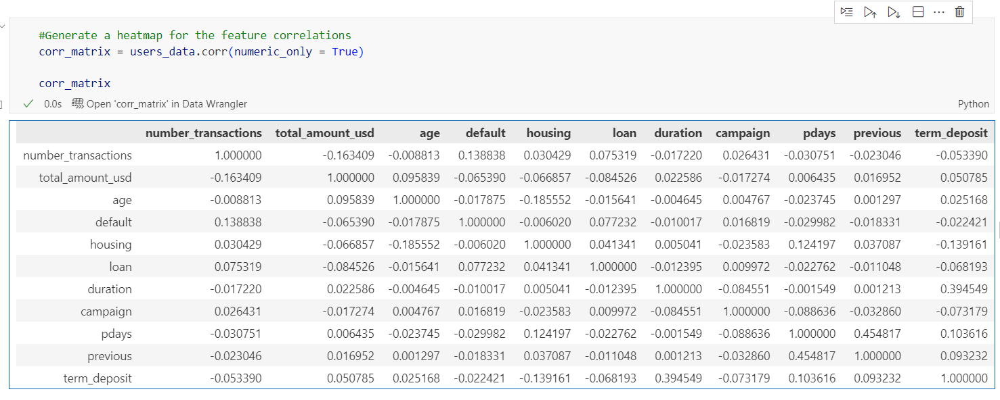 #Generate a heatmap for the feature correlations
corr_matrix = users_data.corr(numeric_only = True)
corr_matrix
0.0s Open 'corr_matrix' in Data Wrangler Python
number_transactions total_amount_usd age default housing loan duration campaign pdays previous term_deposit
number_transactions 1.000000 -0.163409 -0.008813 0.138838 0.030429 0.075319 -0.017220 0.026431 -0.030751 -0.023046 -0.053390
total_amount_usd -0.163409 1.000000 0.095839 -0.065390 -0.066857 -0.084526 0.022586 -0.017274 0.006435 0.016952 0.050785
age -0.008813 0.095839 1.000000 -0.017875 -0.185552 -0.015641 -0.004645 0.004767 -0.023745 0.001297 0.025168
default 0.138838 -0.065390 -0.017875 1.000000 -0.006020 0.077232 -0.010017 0.016819 -0.029982 -0.018331 -0.022421
housing 0.030429 -0.066857 -0.185552 -0.006020 1.000000 0.041341 0.005041 -0.023583 0.124197 0.037087 -0.139161
loan 0.075319 -0.084526 -0.015641 0.077232 0.041341 1.000000 -0.012395 0.009972 -0.022762 -0.011048 -0.068193
duration -0.017220 0.022586 -0.004645 -0.010017 0.005041 -0.012395 1.000000 -0.084551 -0.001549 0.001213 0.394549
campaign 0.026431 -0.017274 0.004767 0.016819 -0.023583 0.009972 -0.084551 1.000000 -0.088636 -0.032860 -0.073179
pdays -0.030751 0.006435 -0.023745 -0.029982 0.124197 -0.022762 -0.001549 -0.088636 1.000000 0.454817 0.103616
previous -0.023046 0.016952 0.001297 -0.018331 0.037087 -0.011048 0.001213 -0.032860 0.454817 1.000000 0.093232
term_deposit -0.053390 0.050785 0.025168 -0.022421 -0.139161 -0.068193 0.394549 -0.073179 0.103616 0.093232 1.000000